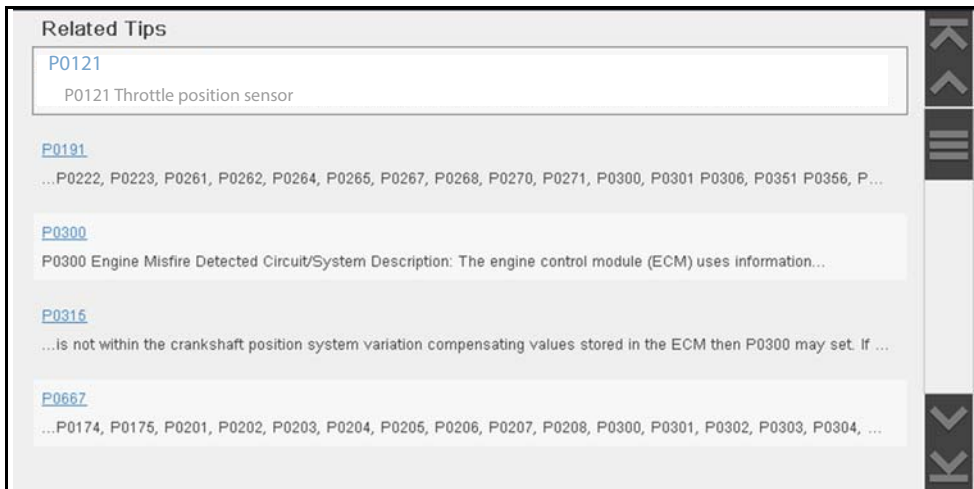 Related Tips
P0121
P0121 Throttle position sensor
P0191
...P0222, P0223, P0261, P0262, P0264, P0265, P0267, P0268, P0270, P0271, P0300, P0301 P0306, P0351 P0356, P...
P0300
P0300 Engine Misfire Detected Circuit/System Description: The engine control module (ECM) uses information...
P0315
...is not within the crankshaft position system variation compensating values stored in the ECM then P0300 may set. If ...
P0667
...P0174, P0175, P0201, P0202, P0203, P0204, P0205, P0206, P0207, P0208, P0300, P0301, P0302, P0303, P0304, ...